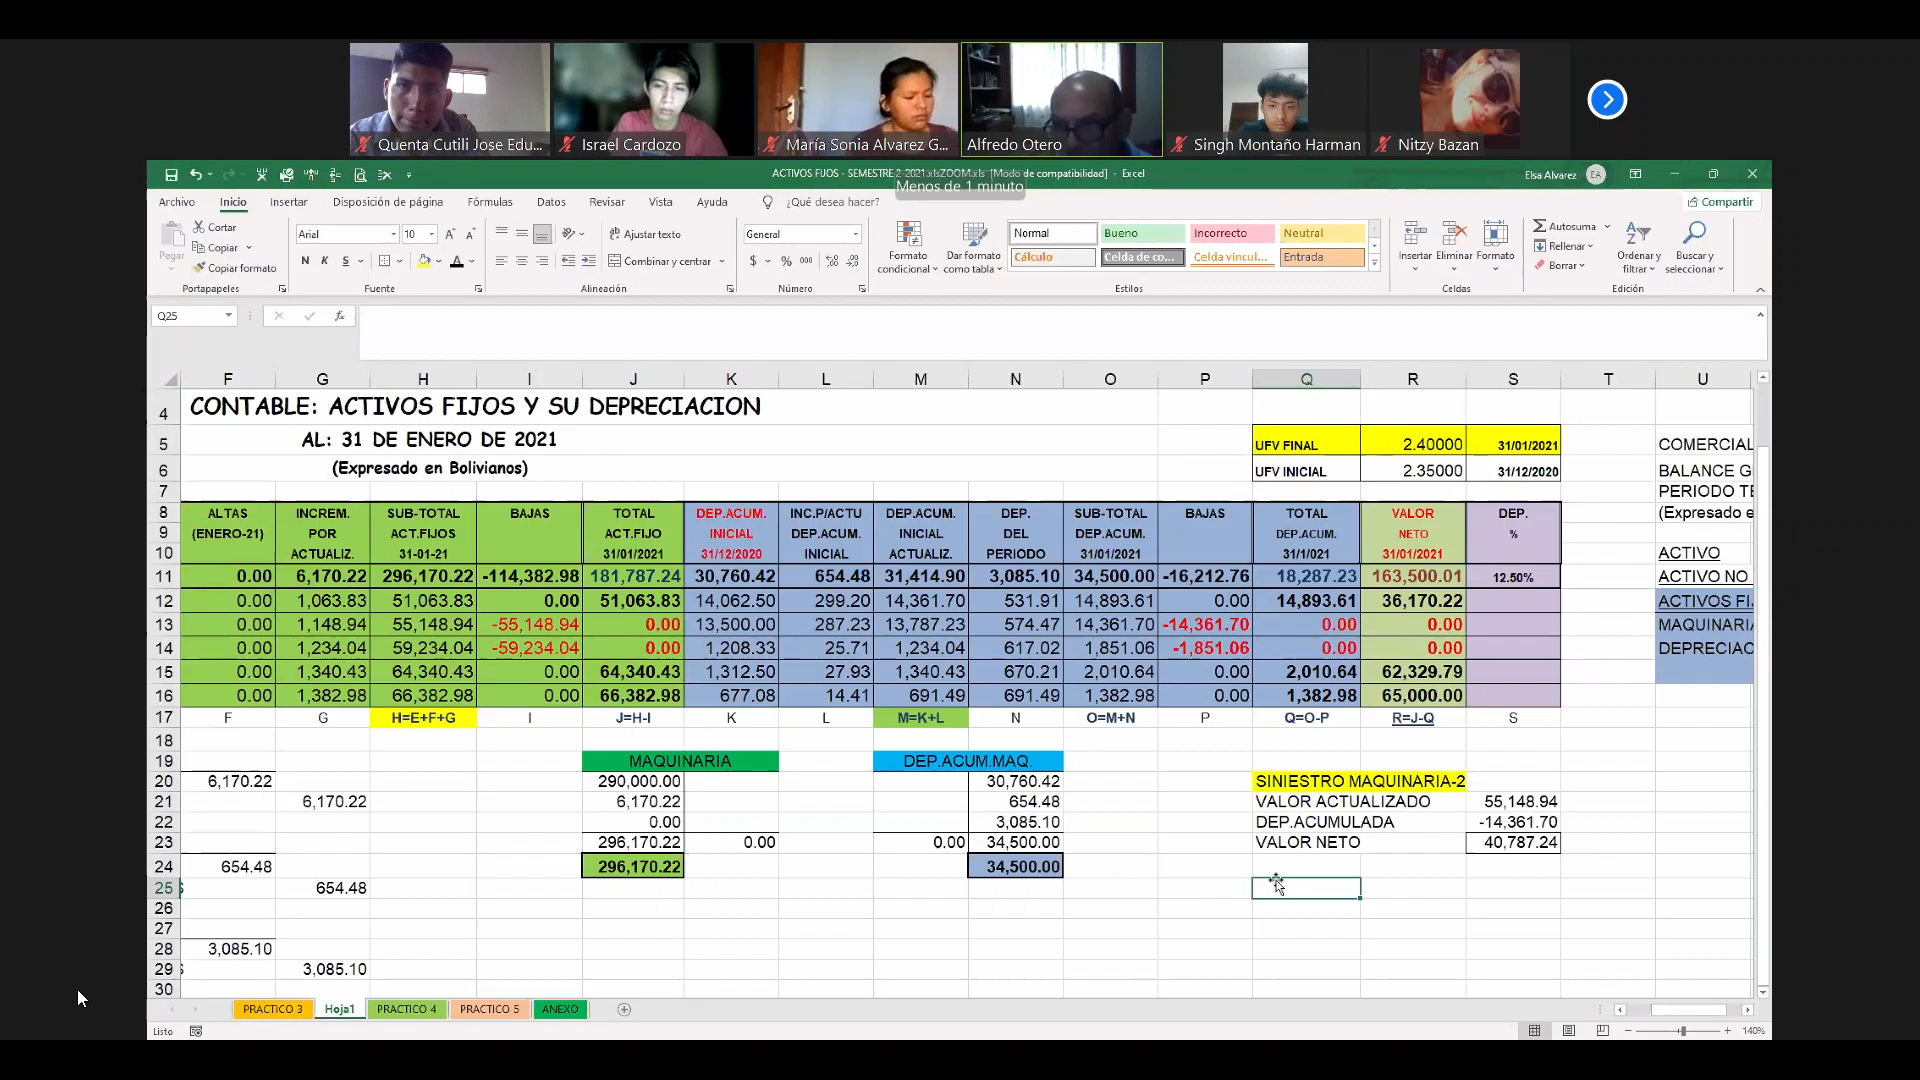 Quenta Cutili Jose Edu...
Israel Cardozo
María Sonia Alvarez G...
Alfredo Otero
Singh Montaño Harman
Nitzy Bazan
ACTIVOS FIJOS - SEMESTRE 2-2021.xlsZOOM.xls [Modo de compatibilidad] - Excel
Elsa Alvarez EA
Menos de 1 minuto
Archivo Inicio Insertar Disposición de página Fórmulas Datos Revisar Vista Ayuda ¿Qué desea hacer? Compartir
Pegar Cortar Copiar Copiar formato Portapapeles
Arial 10 N K S Fuente
Ajustar texto Combinar y centrar Alineación
General $ % 000 Número
Formato condicional Dar formato como tabla
Normal Bueno Incorrecto Neutral
Cálculo Celda de co... Celda vincul... Entrada
Estilos
Insertar Eliminar Formato Celdas
Autosuma Rellenar Borrar Ordenar y filtrar Buscar y seleccionar Edición
Q25 fx
F G H I J K L M N O P Q R S T U
4 CONTABLE: ACTIVOS FIJOS Y SU DEPRECIACION
5 AL: 31 DE ENERO DE 2021 UFV FINAL 2.40000 31/01/2021 COMERCIAL
6 (Expresado en Bolivianos) UFV INICIAL 2.35000 31/12/2020 BALANCE G
7 PERIODO TE
8 ALTAS INCREM. SUB-TOTAL BAJAS TOTAL DEP.ACUM. INC.P/ACTU DEP.ACUM. DEP. SUB-TOTAL BAJAS TOTAL VALOR DEP. (Expresado e
9 (ENERO-21) POR ACT.FIJOS ACT.FIJO INICIAL DEP.ACUM. INICIAL DEL DEP.ACUM. DEP.ACUM. NETO %
10 ACTUALIZ. 31-01-21 31/01/2021 31/12/2020 INICIAL ACTUALIZ. PERIODO 31/01/2021 31/1/021 31/01/2021 ACTIVO
11 0.00 6,170.22 296,170.22 -114,382.98 181,787.24 30,760.42 654.48 31,414.90 3,085.10 34,500.00 -16,212.76 18,287.23 163,500.01 12.50% ACTIVO NO
12 0.00 1,063.83 51,063.83 0.00 51,063.83 14,062.50 299.20 14,361.70 531.91 14,893.61 0.00 14,893.61 36,170.22 ACTIVOS FI
13 0.00 1,148.94 55,148.94 -55,148.94 0.00 13,500.00 287.23 13,787.23 574.47 14,361.70 -14,361.70 0.00 0.00 MAQUINARIA
14 0.00 1,234.04 59,234.04 -59,234.04 0.00 1,208.33 25.71 1,234.04 617.02 1,851.06 -1,851.06 0.00 0.00 DEPRECIAC
15 0.00 1,340.43 64,340.43 0.00 64,340.43 1,312.50 27.93 1,340.43 670.21 2,010.64 0.00 2,010.64 62,329.79
16 0.00 1,382.98 66,382.98 0.00 66,382.98 677.08 14.41 691.49 691.49 1,382.98 0.00 1,382.98 65,000.00
17 F G H=E+F+G I J=H-I K L M=K+L N O=M+N P Q=O-P R=J-Q S
18
19 MAQUINARIA DEP.ACUM.MAQ.
20 6,170.22 290,000.00 30,760.42 SINIESTRO MAQUINARIA-2
21 6,170.22 6,170.22 654.48 VALOR ACTUALIZADO 55,148.94
22 0.00 3,085.10 DEP.ACUMULADA -14,361.70
23 296,170.22 0.00 0.00 34,500.00 VALOR NETO 40,787.24
24 654.48 296,170.22 34,500.00
25 654.48
26
27
28 3,085.10
29 3,085.10
30
PRACTICO 3 Hoja1 PRACTICO 4 PRACTICO 5 ANEXO
Listo 140%